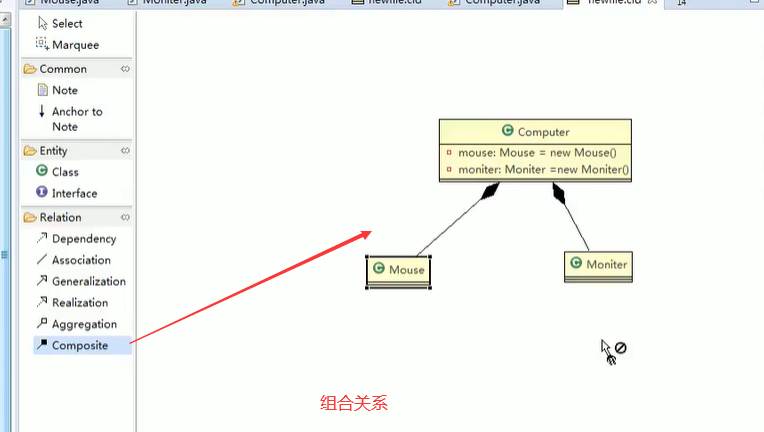 Mouse.java
Moniter.java
Computer.java
newfile.cld
Computer.java
newfile.cld
14
Select
Marquee
Common
Note
Anchor to
Note
Entity
Class
Interface
Relation
Dependency
Association
Generalization
Realization
Aggregration
Composite
Computer
mouse: Mouse = new Mouse()
moniter: Moniter =new Moniter()
Mouse
Moniter
组合关系